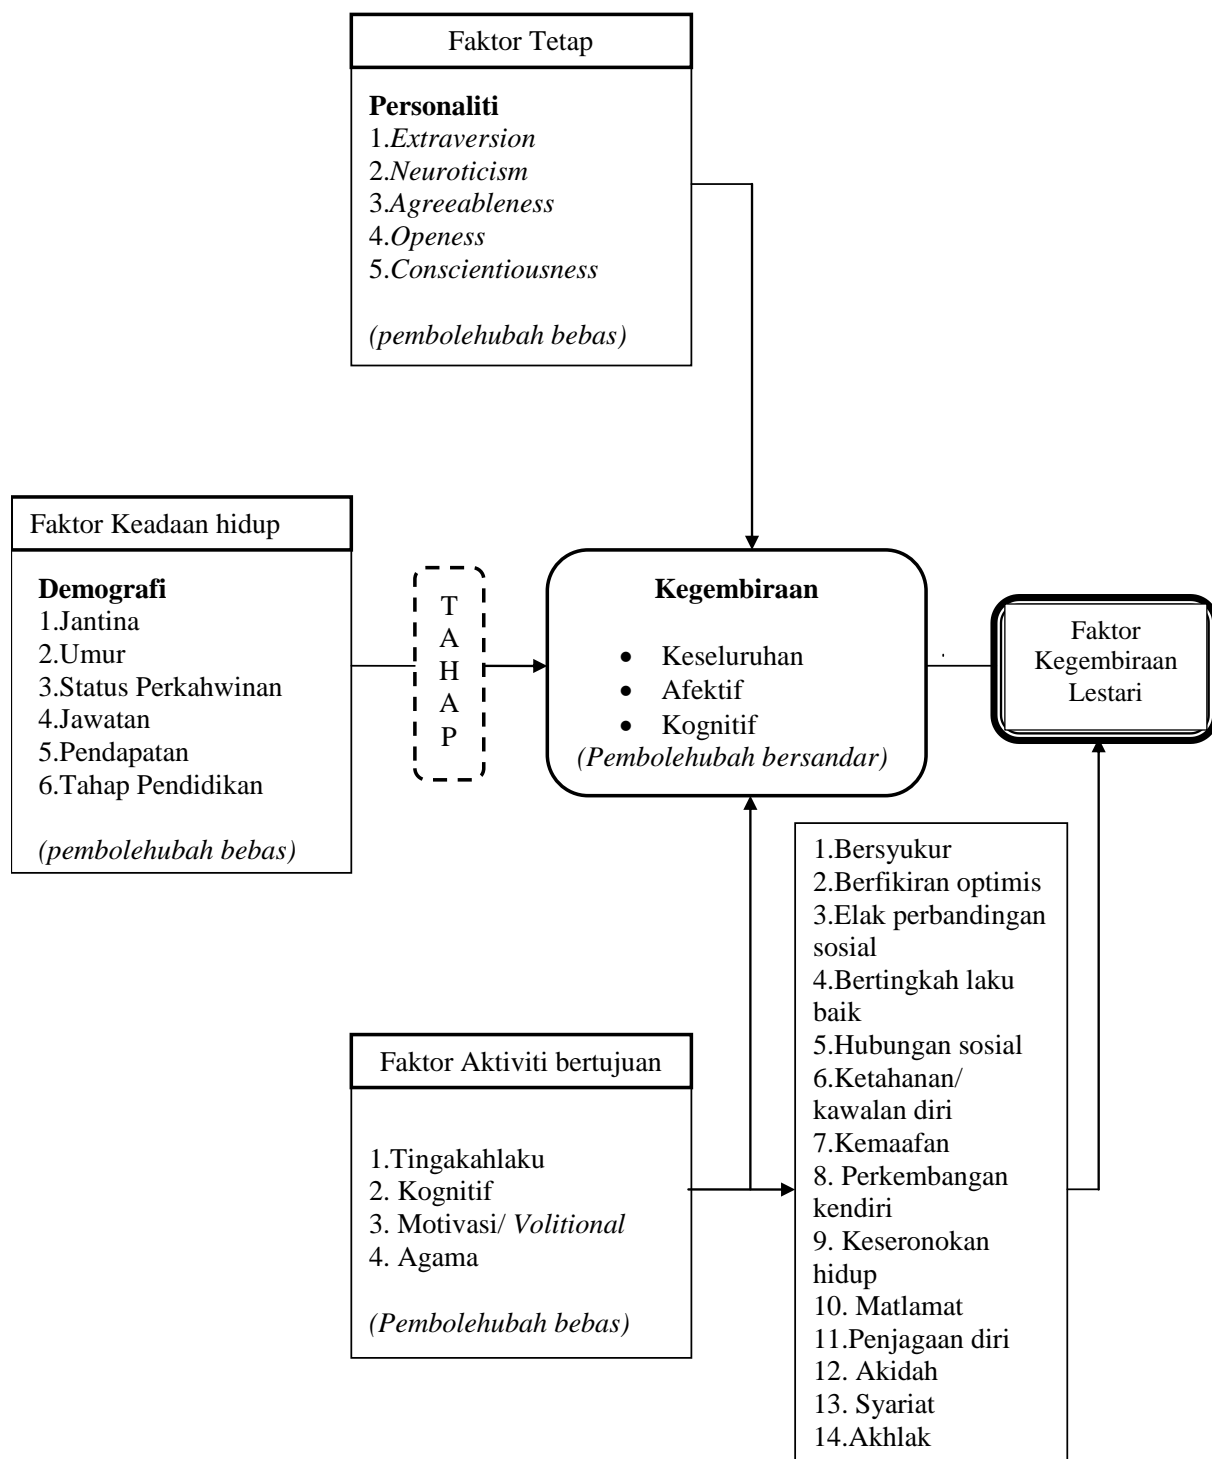 Faktor Tetap
Personaliti
1.Extraversion
2.Neuroticism
3.Agreeableness
4.Openess
5.Conscientiousness
(pembolehubah bebas)
Faktor Keadaan hidup
Demografi
1.Jantina
2.Umur
3.Status Perkahwinan
4.Jawatan
5.Pendapatan
6.Tahap Pendidikan
(pembolehubah bebas)
T
A
H
A
P
Kegembiraan
• Keseluruhan
• Afektif
• Kognitif
(Pembolehubah bersandar)
Faktor
Kegembiraan
Lestari
Faktor Aktiviti bertujuan
1.Tingakahlaku
2. Kognitif
3. Motivasi/ Volitional
4. Agama
(Pembolehubah bebas)
1.Bersyukur
2.Berfikiran optimis
3.Elak perbandingan
sosial
4.Bertingkah laku
baik
5.Hubungan sosial
6.Ketahanan/
kawalan diri
7.Kemaafan
8. Perkembangan
kendiri
9. Keseronokan
hidup
10. Matlamat
11.Penjagaan diri
12. Akidah
13. Syariat
14.Akhlak